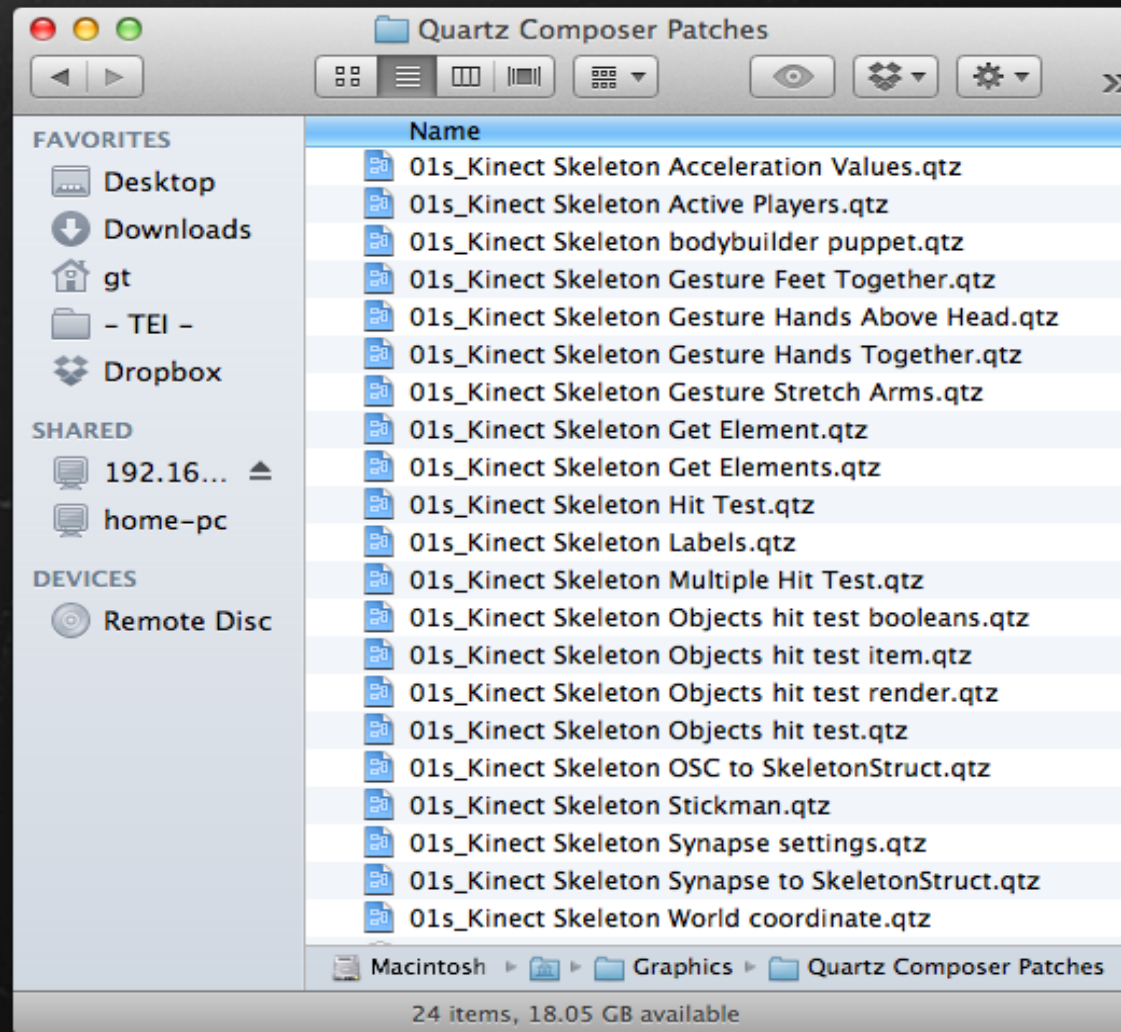 Quartz Composer Patches
FAVORITES
Desktop
Downloads
gt
- TEI -
Dropbox
SHARED
192.16...
home-pc
DEVICES
Remote Disc
Name
01s_Kinect Skeleton Acceleration Values.qtz
01s_Kinect Skeleton Active Players.qtz
01s_Kinect Skeleton bodybuilder puppet.qtz
01s_Kinect Skeleton Gesture Feet Together.qtz
01s_Kinect Skeleton Gesture Hands Above Head.qtz
01s_Kinect Skeleton Gesture Hands Together.qtz
01s_Kinect Skeleton Gesture Stretch Arms.qtz
01s_Kinect Skeleton Get Element.qtz
01s_Kinect Skeleton Get Elements.qtz
01s_Kinect Skeleton Hit Test.qtz
01s_Kinect Skeleton Labels.qtz
01s_Kinect Skeleton Multiple Hit Test.qtz
01s_Kinect Skeleton Objects hit test booleans.qtz
01s_Kinect Skeleton Objects hit test item.qtz
01s_Kinect Skeleton Objects hit test render.qtz
01s_Kinect Skeleton Objects hit test.qtz
01s_Kinect Skeleton OSC to SkeletonStruct.qtz
01s_Kinect Skeleton Stickman.qtz
01s_Kinect Skeleton Synapse settings.qtz
01s_Kinect Skeleton Synapse to SkeletonStruct.qtz
01s_Kinect Skeleton World coordinate.qtz
Macintosh Graphics Quartz Composer Patches
24 items, 18.05 GB available